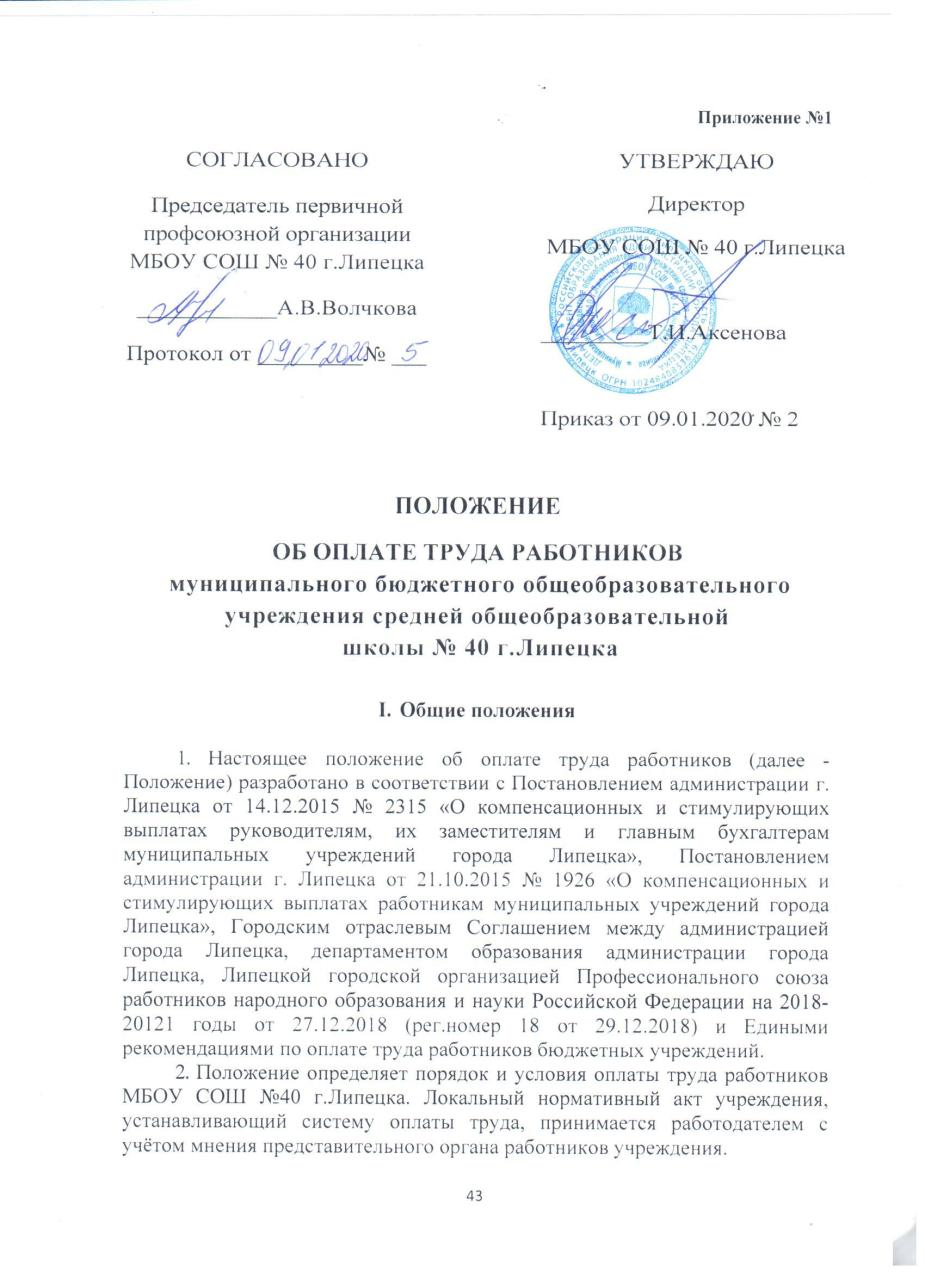 Приложение №1
СОГЛАСОВАНО
Председатель первичной
профсоюзной организации
МБОУ СОШ № 40 г.Липецка
А.В.Волчкова
Протокол от 09.01.2020 № 5
УТВЕРЖДАЮ
Директор
МБОУ СОШ № 40 г.Липецка
Т.И.Аксенова
Приказ от 09.01.2020 № 2
ПОЛОЖЕНИЕ
ОБ ОПЛАТЕ ТРУДА РАБОТНИКОВ
муниципального бюджетного общеобразовательного
учреждения средней общеобразовательной
школы № 40 г.Липецка
I. Общие положения
1. Настоящее положение об оплате труда работников (далее -
Положение) разработано в соответствии с Постановлением администрации г.
Липецка от 14.12.2015 № 2315 «О компенсационных и стимулирующих
выплатах руководителям, их заместителям и главным бухгалтерам
муниципальных учреждений города Липецка», Постановлением
администрации г. Липецка от 21.10.2015 № 1926 «О компенсационных и
стимулирующих выплатах работникам муниципальных учреждений города
Липецка», Городским отраслевым Соглашением между администрацией
города Липецка, департаментом образования администрации города
Липецка, Липецкой городской организацией Профессионального союза
работников народного образования и науки Российской Федерации на 2018-
20121 годы от 27.12.2018 (рег.номер 18 от 29.12.2018) и Едиными
рекомендациями по оплате труда работников бюджетных учреждений.
2. Положение определяет порядок и условия оплаты труда работников
МБОУ СОШ №40 г.Липецка. Локальный нормативный акт учреждения,
устанавливающий систему оплаты труда, принимается работодателем с
учётом мнения представительного органа работников учреждения.
43